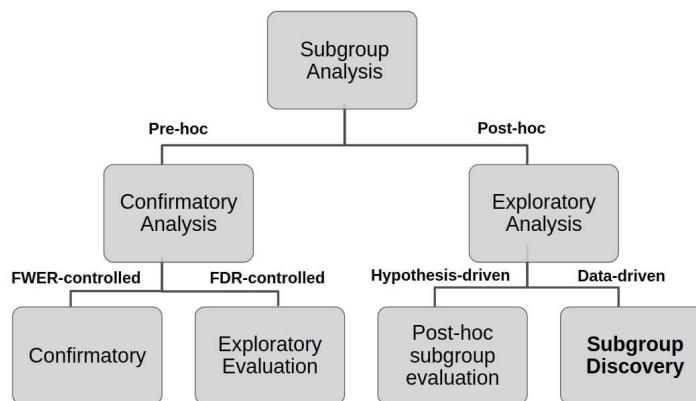 Subgroup
Analysis
Pre-hoc
Post-hoc
Confirmatory
Analysis
Exploratory
Analysis
FWER-controlled
FDR-controlled
Hypothesis-driven
Data-driven
Confirmatory
Exploratory
Evaluation
Post-hoc
subgroup
evaluation
Subgroup
Discovery